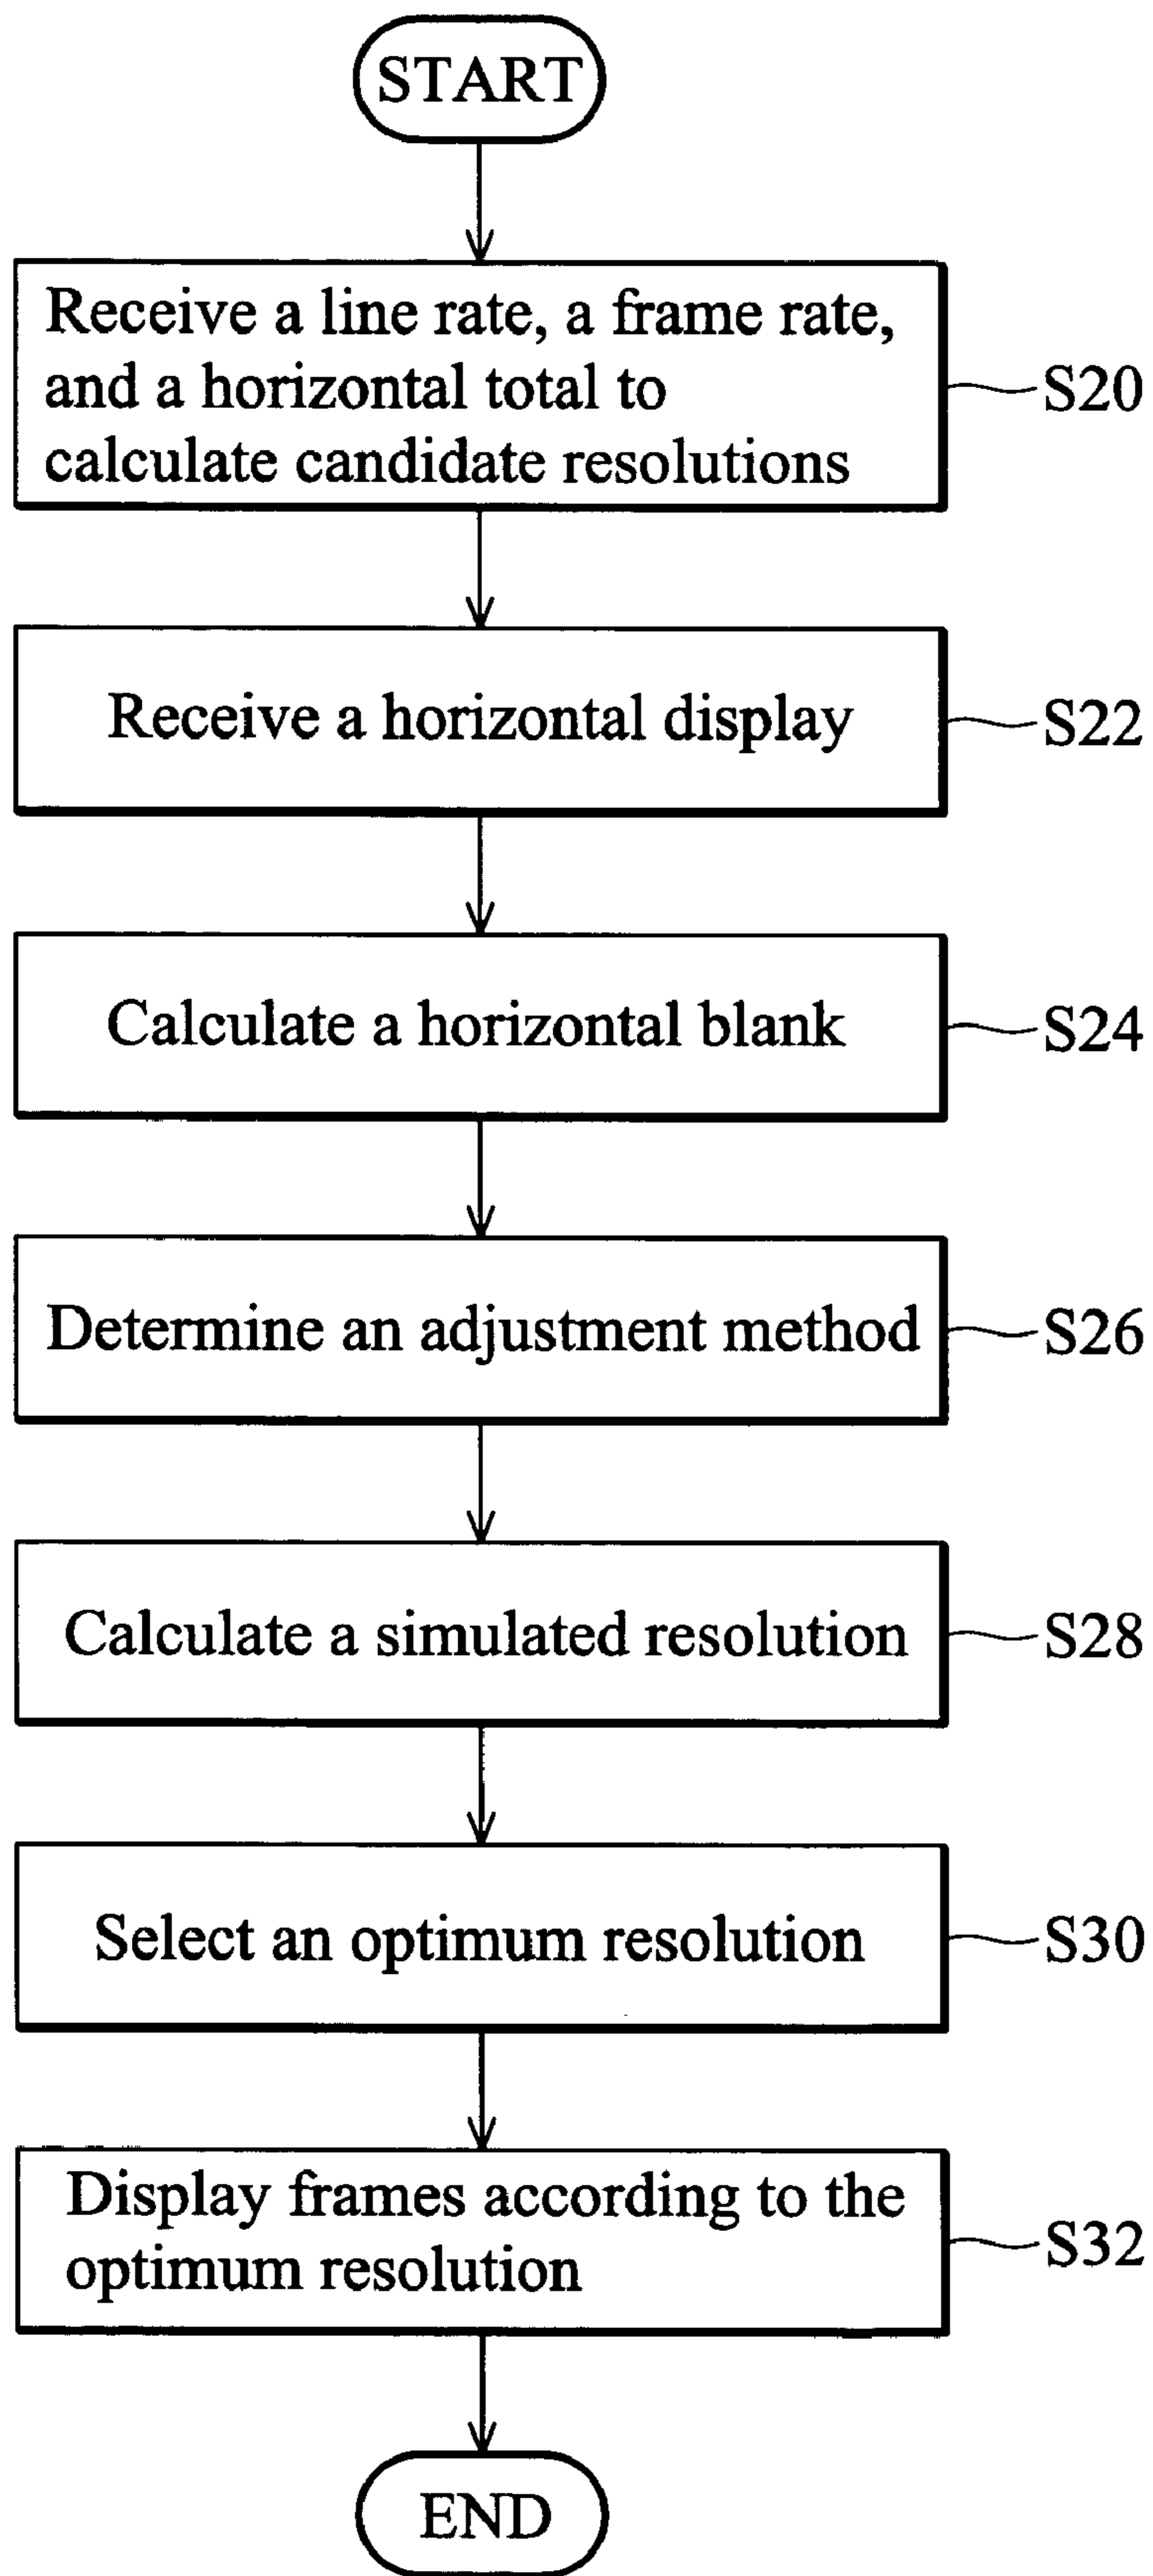 START
Receive a line rate, a frame rate,
and a horizontal total to
calculate candidate resolutions
S20
Receive a horizontal display
S22
Calculate a horizontal blank
S24
Determine an adjustment method
S26
Calculate a simulated resolution
S28
Select an optimum resolution
S30
Display frames according to the
optimum resolution
S32
END